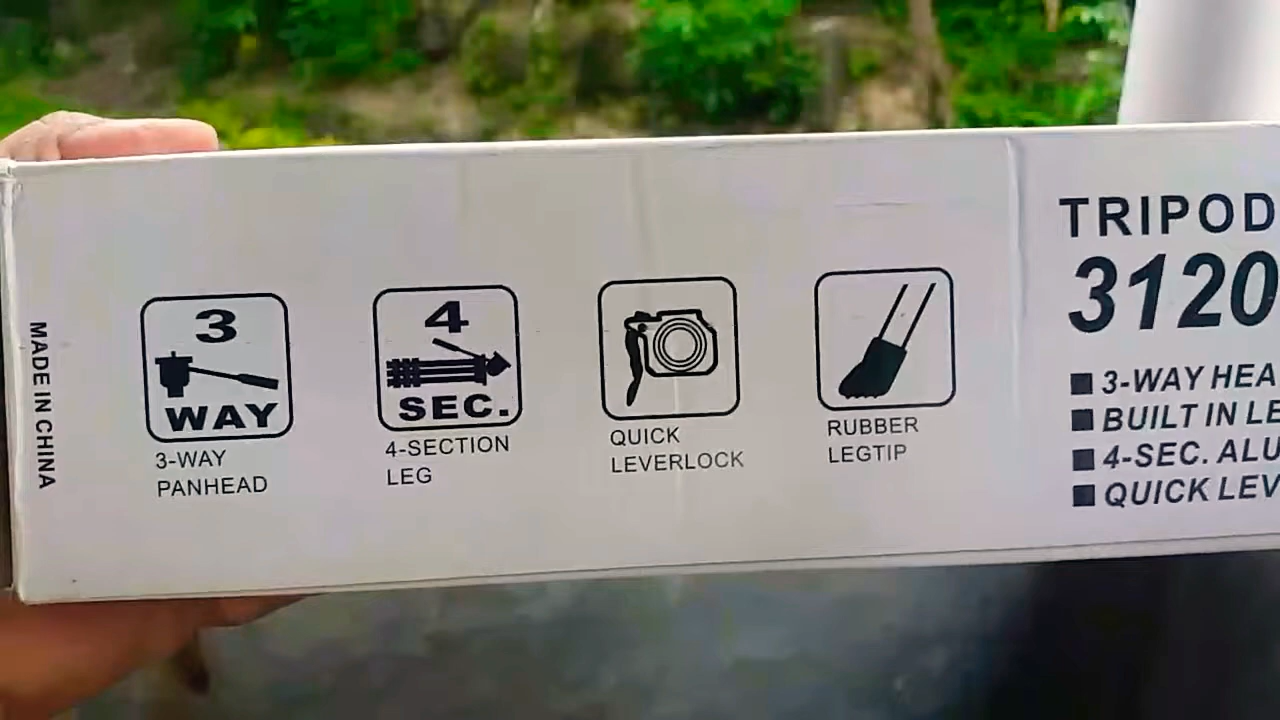 MADE IN CHINA
3
WAY
3-WAY
PANHEAD
4
SEC.
4-SECTION
LEG
QUICK
LEVERLOCK
RUBBER
LEGTIP
TRIPOD
3120
3-WAY HEA
BUILT IN LE
4-SEC. ALU
QUICK LEV